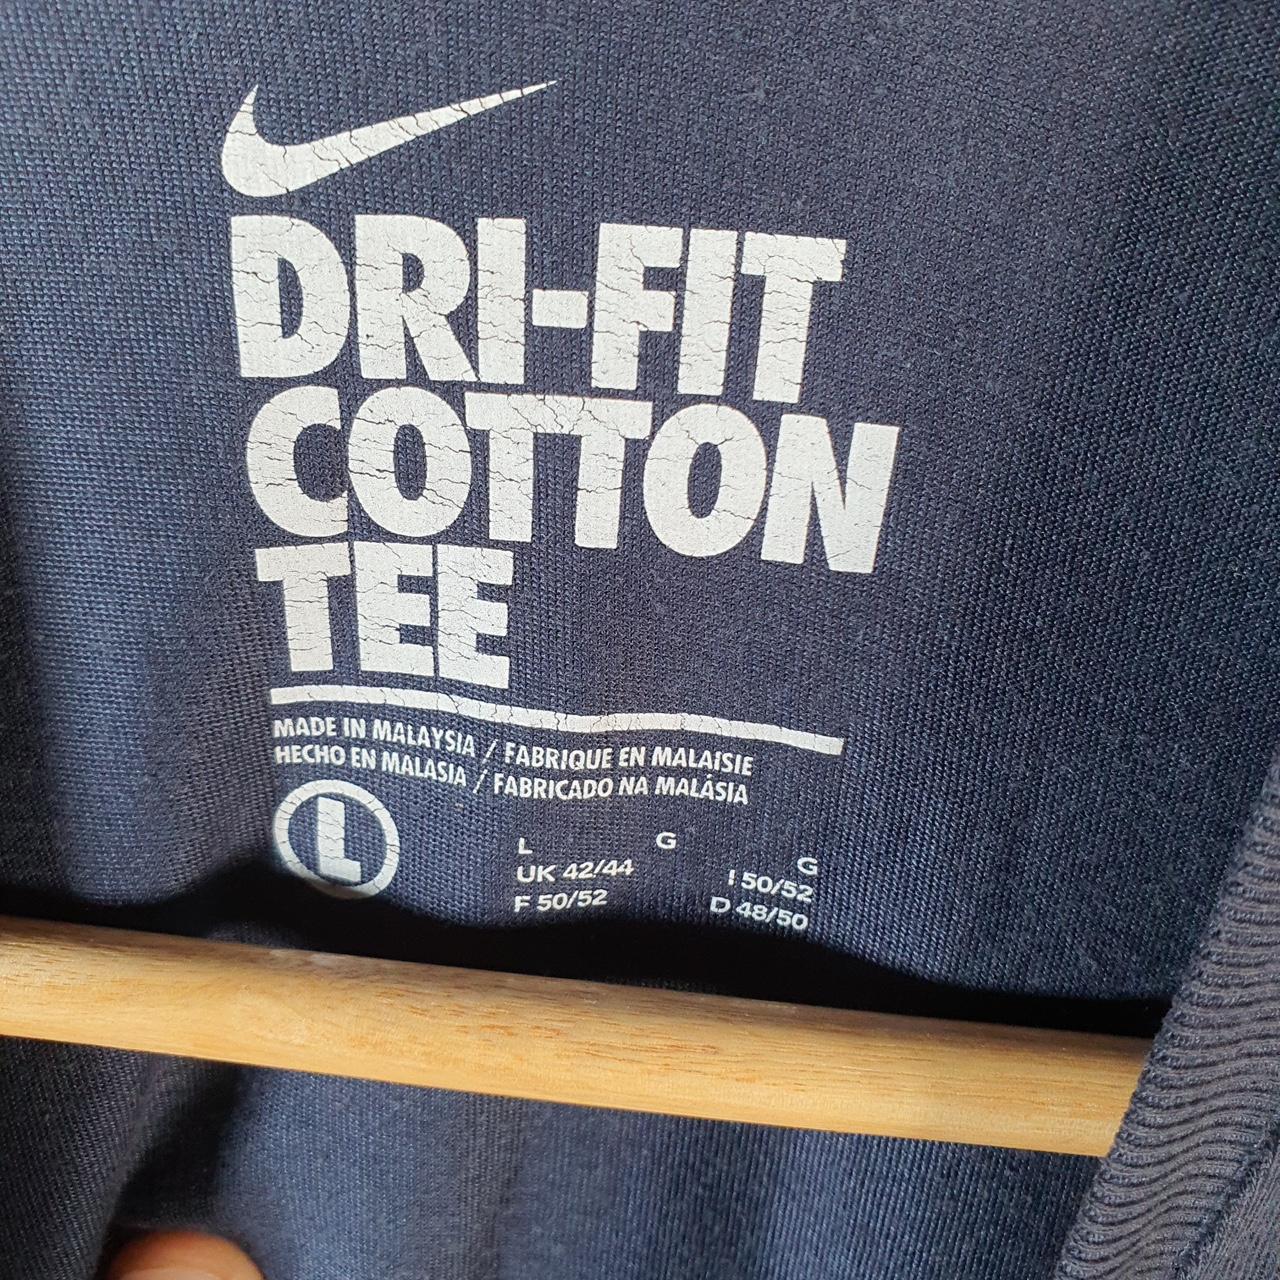 DRI-FIT
COTTON
TEE
MADE IN MALAYSIA / FABRIQUE EN MALAISIE
HECHO EN MALASIA / FABRICADO NA MALÁSIA
L
L G G
UK 42/44 I 50/52
F 50/52 D 48/50